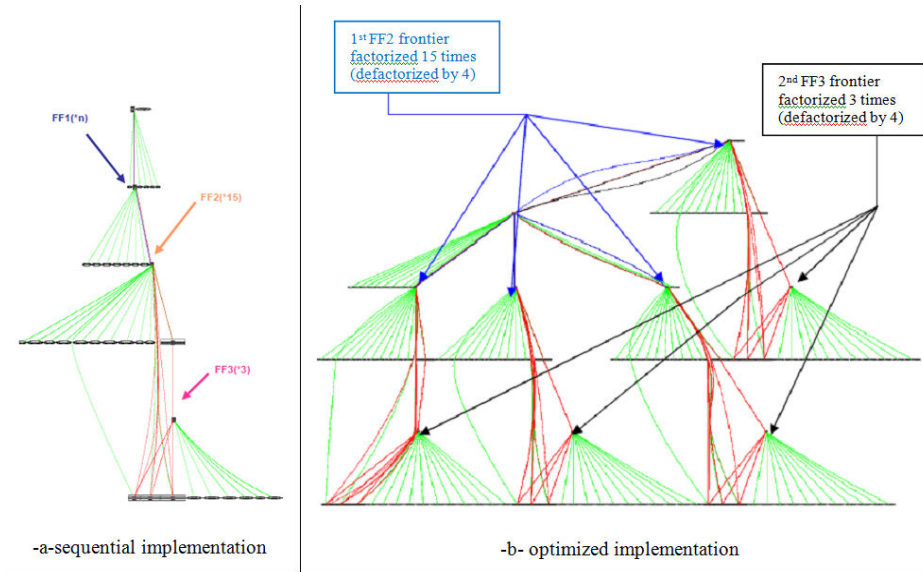 FF1(*n)
FF2(*15)
FF3(*3)
-a-sequential implementation
1st FF2 frontier
factorized 15 times
(defactorized by 4)
2nd FF3 frontier
factorized 3 times
(defactorized by 4)
-b- optimized implementation